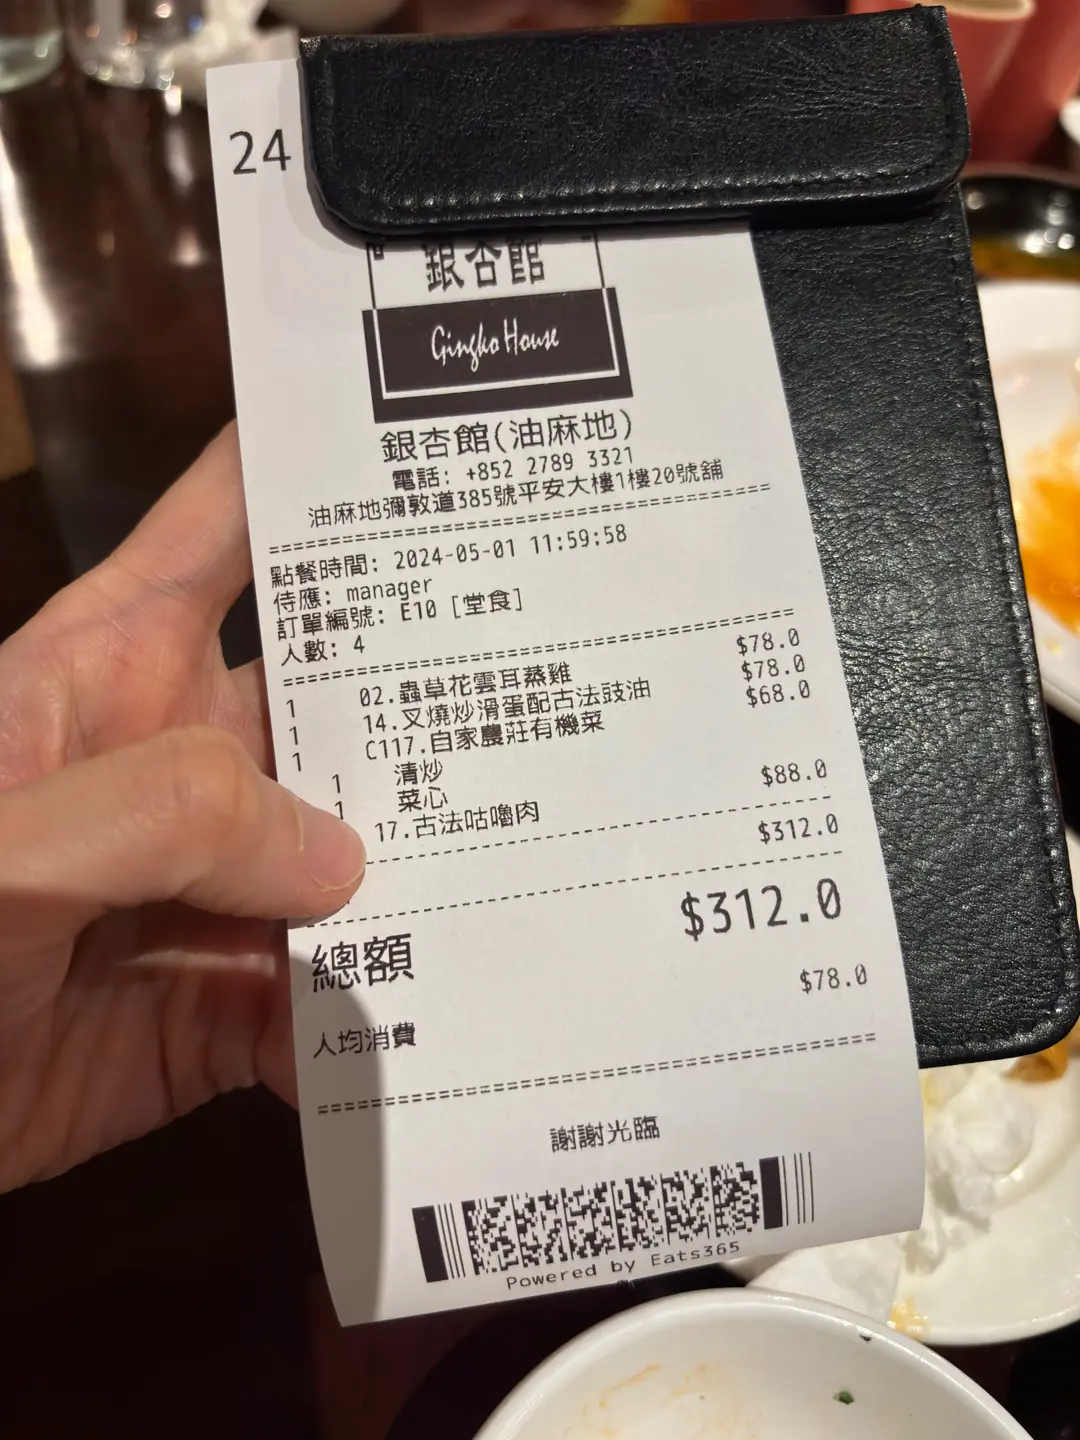 24
銀杏館
Gingko House
銀杏館(油麻地)
電話: +852 2789 3321
油麻地彌敦道385號平安大樓1樓20號舖
點餐時間: 2024-05-01 11:59:58
侍應: manager
訂單編號: E10 [堂食]
人數: 4
1 02.蟲草花雲耳蒸雞 $78.0
1 14.叉燒炒滑蛋配古法豉油 $78.0
1 C117.自家農莊有機菜 $68.0
1 清炒
1 菜心
17.古法咕嚕肉 $88.0
$312.0
總額 $312.0
人均消費 $78.0
謝謝光臨
Powered by Eats365